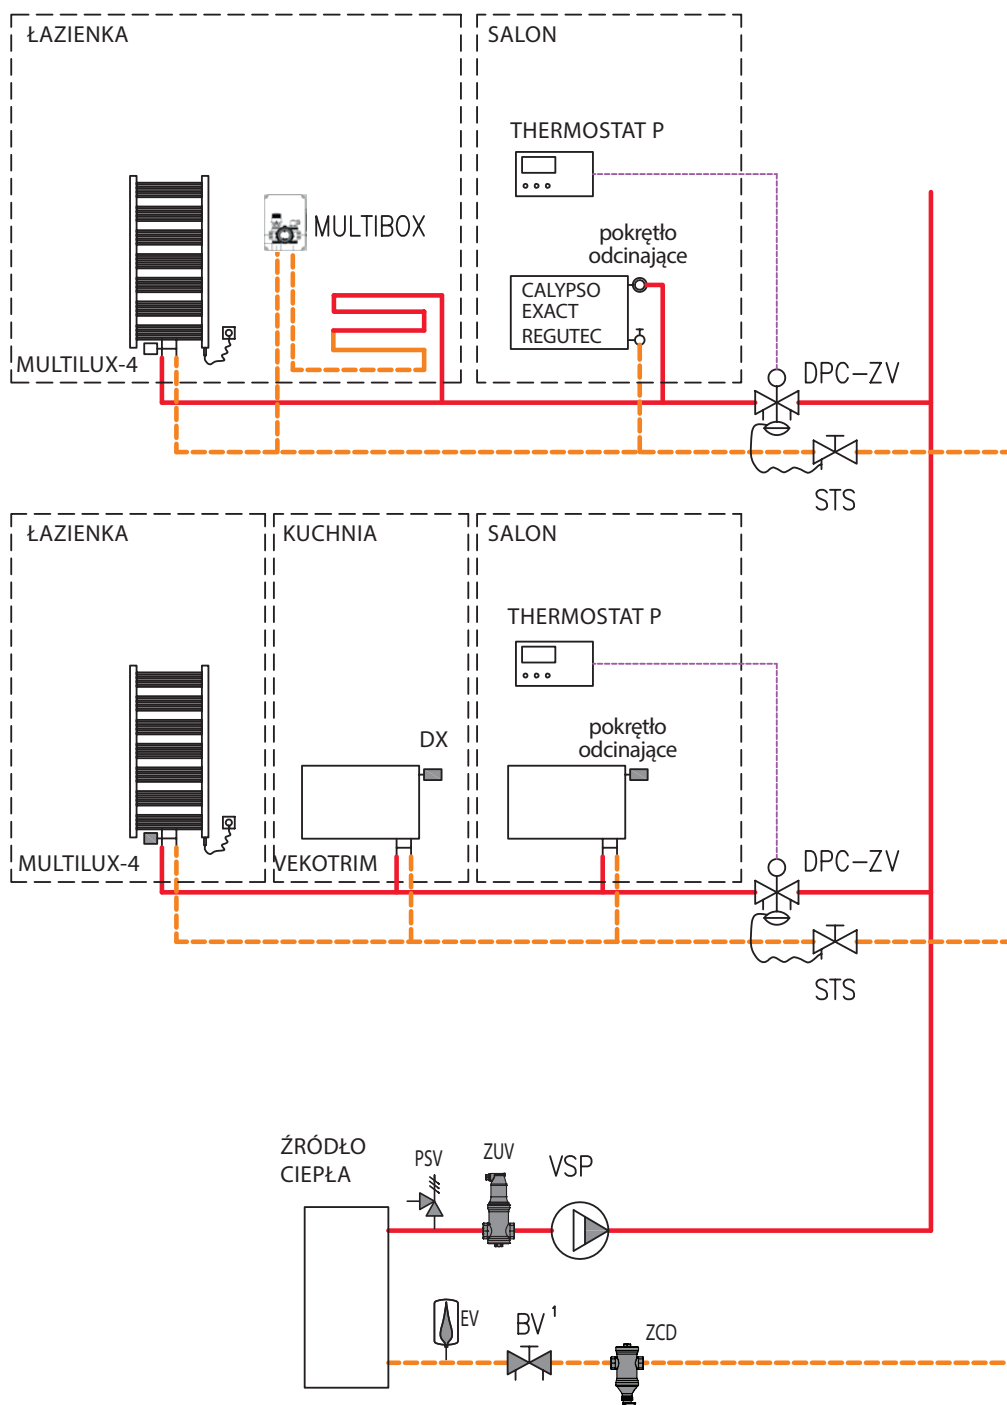 ŁAZIENKA
SALON
THERMOSTAT P
MULTIBOX
pokrętło
odcinające
CALYPSO
EXACT
REGUTEC
MULTILUX-4
DPC-ZV
STS
ŁAZIENKA
KUCHNIA
SALON
THERMOSTAT P
DX
pokrętło
odcinające
MULTILUX-4
VEKOTRIM
DPC-ZV
STS
ŹRÓDŁO
CIEPŁA
PSV
ZUV
VSP
EV
BV 1
ZCD